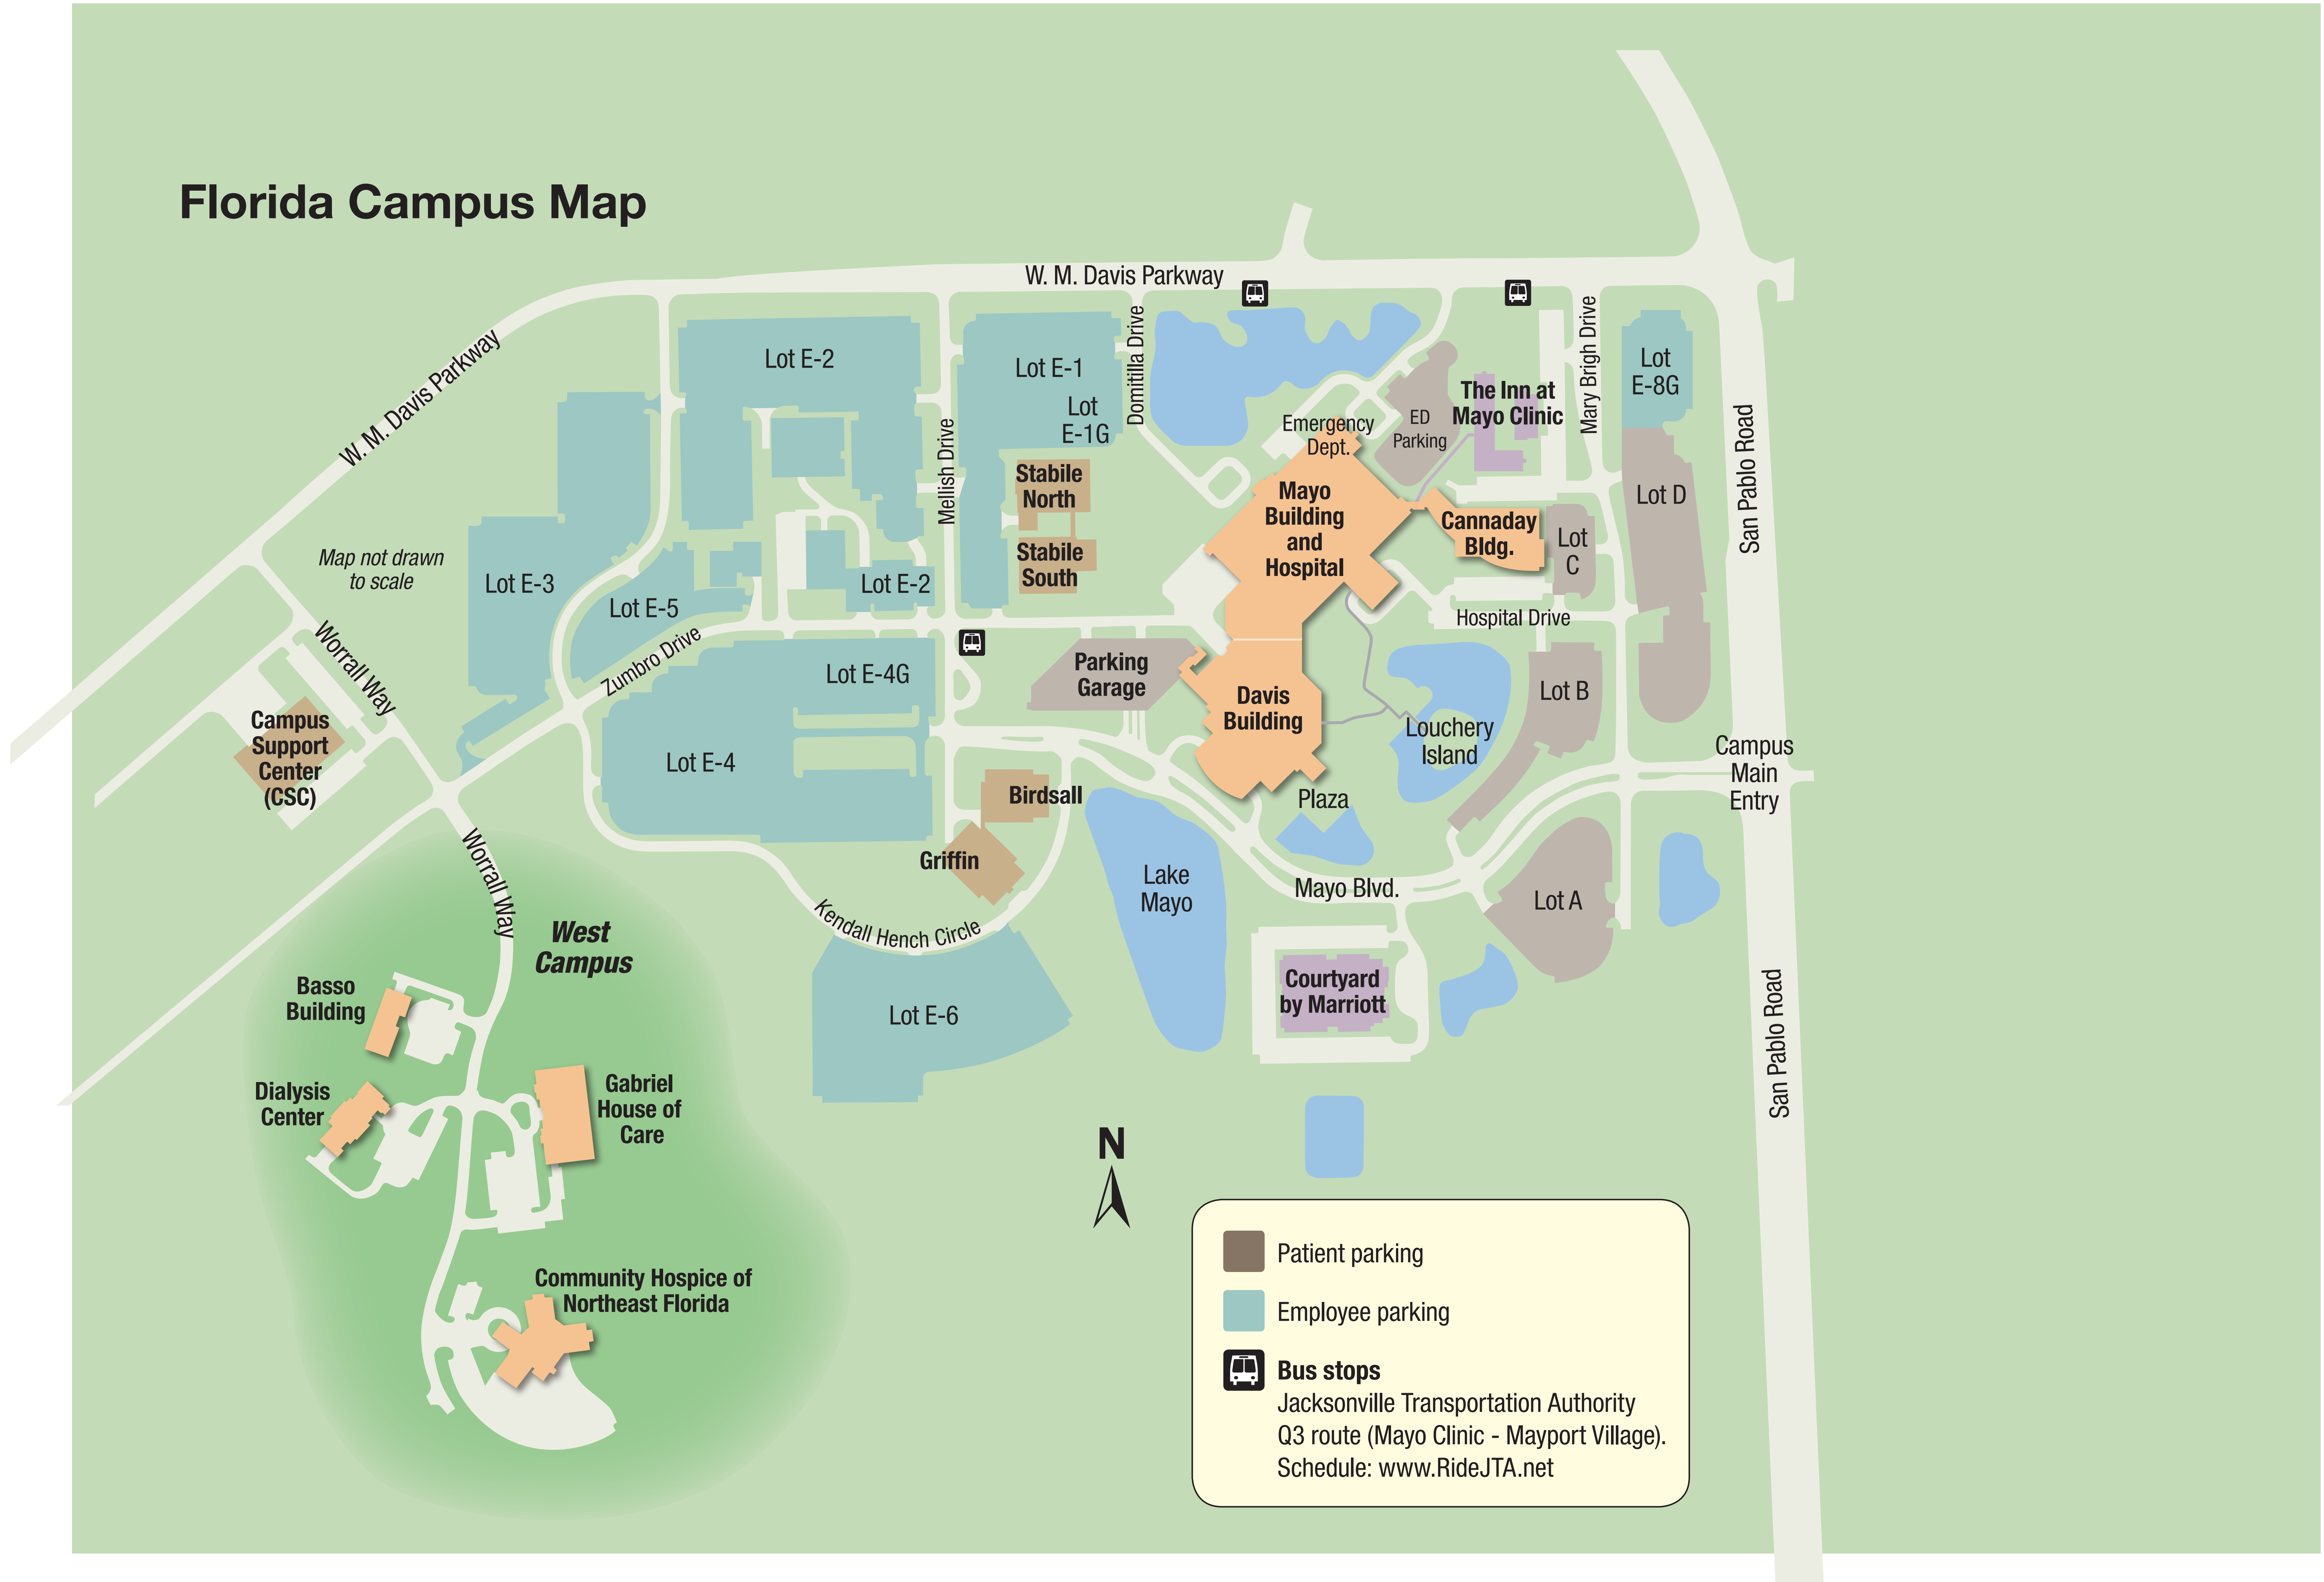 Florida Campus Map
W. M. Davis Parkway
W. M. Davis Parkway
Lot E-2
Lot E-1
Lot
E-1G
Domitilla Drive
Mellish Drive
Emergency
Dept.
ED
Parking
The Inn at
Mayo Clinic
Mary Brigh Drive
Lot
E-8G
San Pablo Road
Lot D
Stabile
North
Stabile
South
Mayo
Building
and
Hospital
Cannaday
Bldg.
Lot
C
Map not drawn
to scale
Lot E-3
Lot E-5
Lot E-2
Hospital Drive
Worrall Way
Zumbro Drive
Lot E-4G
Parking
Garage
Davis
Building
Lot B
Louchery
Island
Campus
Support
Center
(CSC)
Lot E-4
Campus
Main
Entry
Birdsall
Plaza
Griffin
Worrall Way
Lake
Mayo
Mayo Blvd.
Lot A
Kendall Hench Circle
West
Campus
Basso
Building
Lot E-6
Courtyard
by Marriott
San Pablo Road
Dialysis
Center
Gabriel
House of
Care
N
Community Hospice of
Northeast Florida
Patient parking
Employee parking
Bus stops
Jacksonville Transportation Authority
Q3 route (Mayo Clinic - Mayport Village).
Schedule: www.RideJTA.net